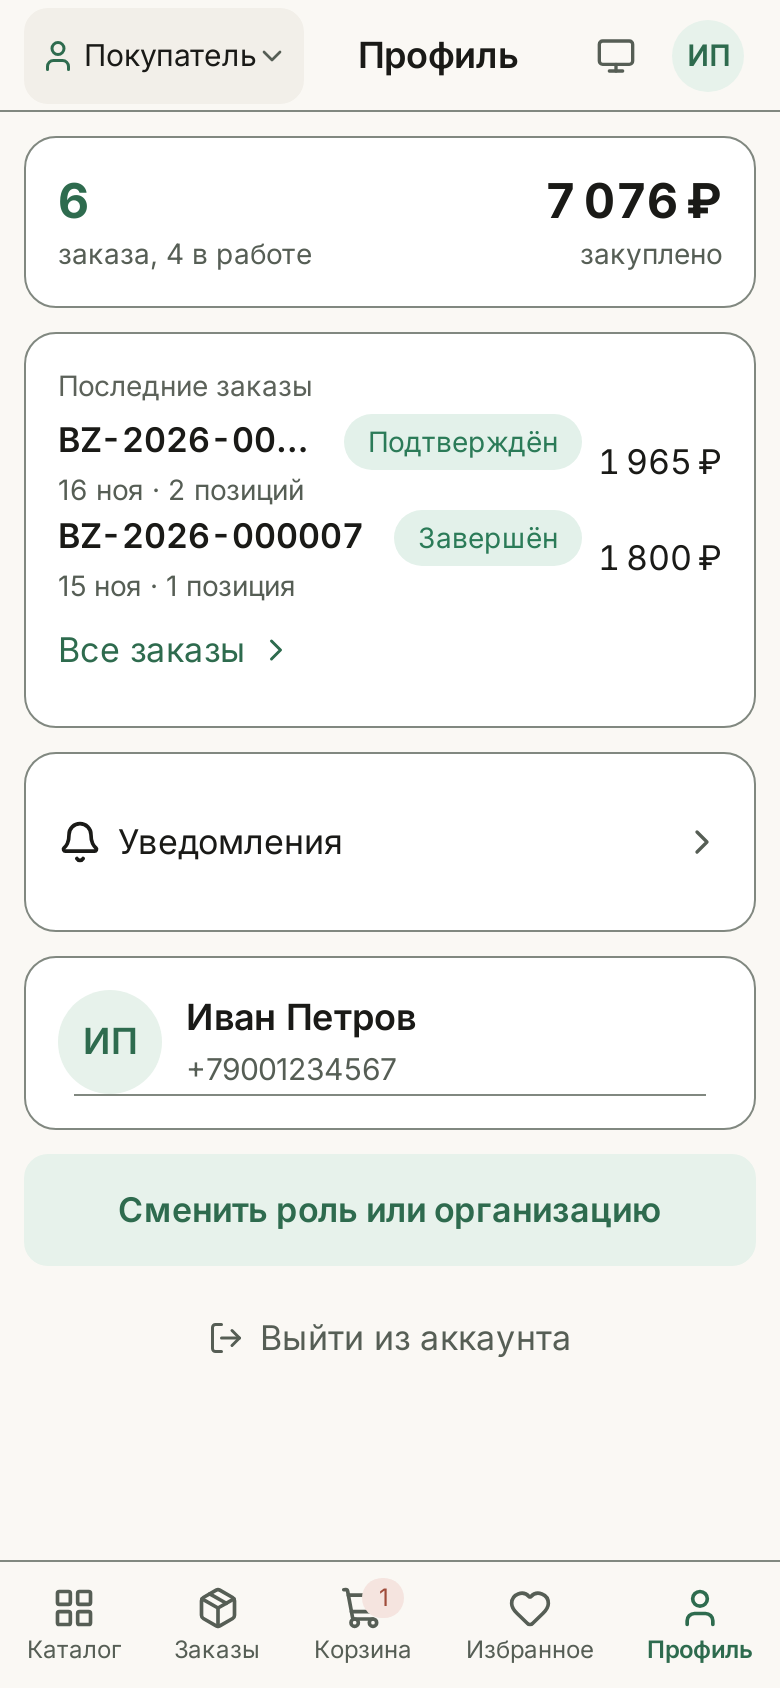 Покупатель
Профиль
ИП
6
7 076 ₽
заказа, 4 в работе
закуплено
Последние заказы
BZ-2026-00...
Подтверждён
1 965 ₽
16 ноя · 2 позиций
BZ-2026-000007
Завершён
1 800 ₽
15 ноя · 1 позиция
Все заказы
Уведомления
ИП
Иван Петров
+79001234567
Сменить роль или организацию
Выйти из аккаунта
1
Каталог
Заказы
Корзина
Избранное
Профиль